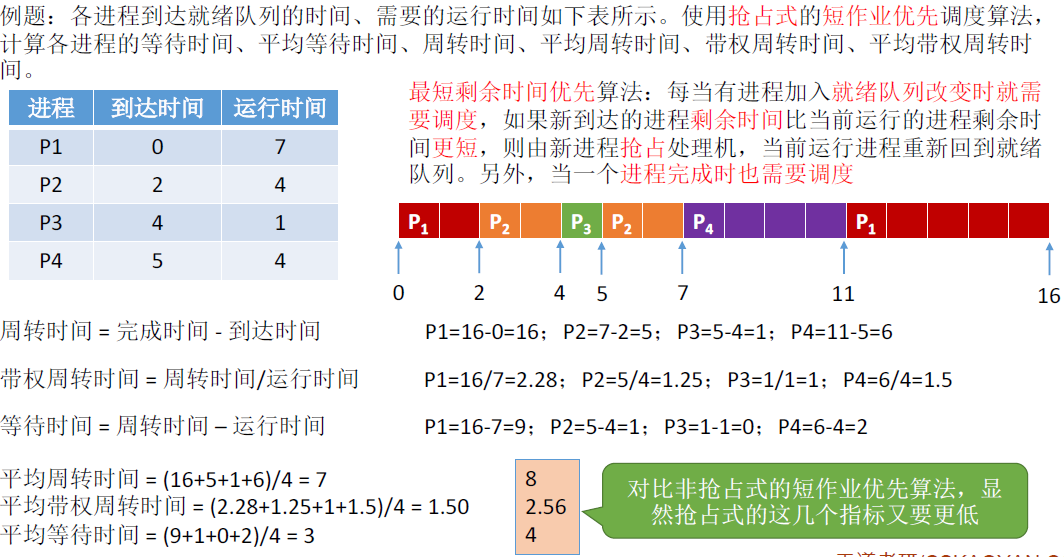 例题：各进程到达就绪队列的时间、需要的运行时间如下表所示。使用抢占式的短作业优先调度算法，
计算各进程的等待时间、平均等待时间、周转时间、平均周转时间、带权周转时间、平均带权周转时
间。
进程 到达时间 运行时间
P1 0 7
P2 2 4
P3 4 1
P4 5 4
最短剩余时间优先算法：每当有进程加入就绪队列改变时就需
要调度，如果新到达的进程剩余时间比当前运行的进程剩余时
间更短，则由新进程抢占处理机，当前运行进程重新回到就绪
队列。另外，当一个进程完成时也需要调度
P1 P2 P3 P2 P4 P1
0 2 4 5 7 11 16
周转时间 = 完成时间 - 到达时间 P1=16-0=16；P2=7-2=5；P3=5-4=1；P4=11-5=6
带权周转时间 = 周转时间/运行时间 P1=16/7=2.28；P2=5/4=1.25；P3=1/1=1；P4=6/4=1.5
等待时间 = 周转时间 – 运行时间 P1=16-7=9；P2=5-4=1；P3=1-1=0；P4=6-4=2
平均周转时间 = (16+5+1+6)/4 = 7
平均带权周转时间 = (2.28+1.25+1+1.5)/4 = 1.50
平均等待时间 = (9+1+0+2)/4 = 3
8
2.56
4
对比非抢占式的短作业优先算法，显
然抢占式的这几个指标又要更低